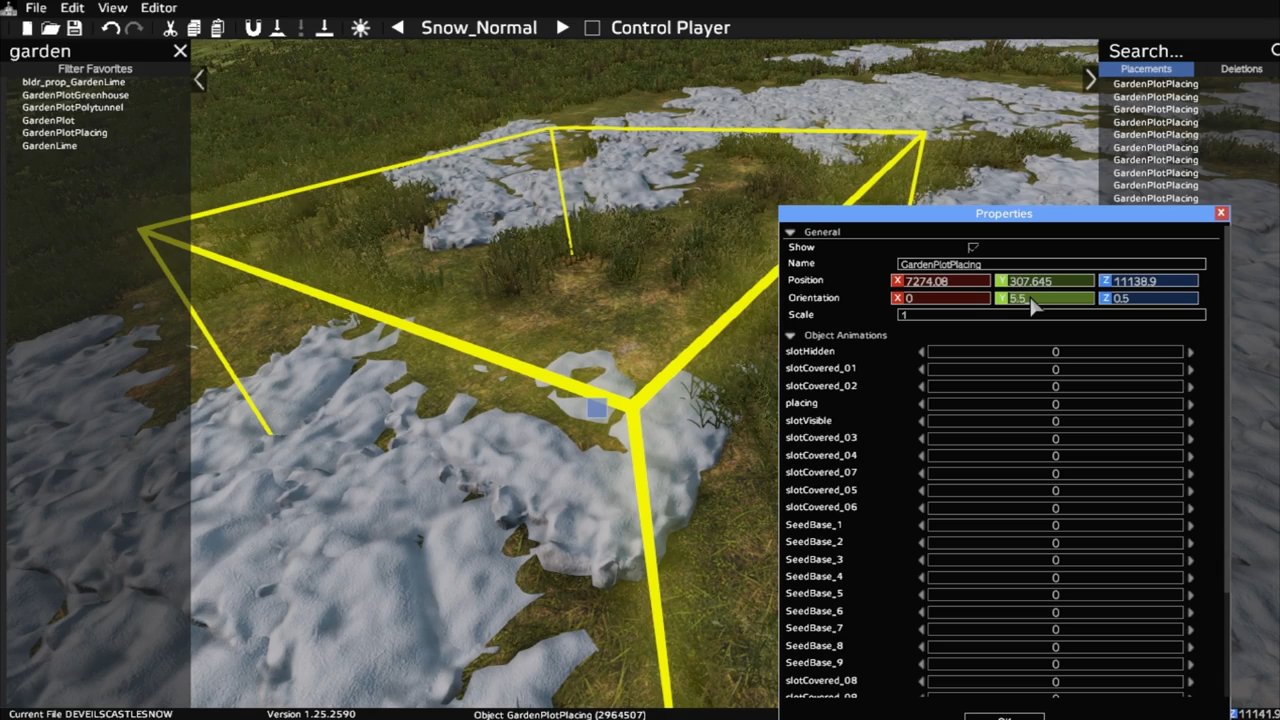 File Edit View Editor
Snow_Normal Control Player
garden
Filter Favorites
bldr_prop_GardenLime
GardenPlotGreenhouse
GardenPlotPolytunnel
GardenPlot
GardenPlotPlacing
GardenLime
Search...
Placements Deletions
GardenPlotPlacing
GardenPlotPlacing
GardenPlotPlacing
GardenPlotPlacing
GardenPlotPlacing
GardenPlotPlacing
GardenPlotPlacing
GardenPlotPlacing
GardenPlotPlacing
GardenPlotPlacing
Properties
General
Show
Name GardenPlotPlacing
Position X 7274.08 Y 307.645 Z 11138.9
Orientation X 0 Y 5.5 Z 0.5
Scale 1
Object Animations
slotHidden 0
slotCovered_01 0
slotCovered_02 0
placing 0
slotVisible 0
slotCovered_03 0
slotCovered_04 0
slotCovered_07 0
slotCovered_05 0
slotCovered_06 0
SeedBase_1 0
SeedBase_2 0
SeedBase_3 0
SeedBase_4 0
SeedBase_5 0
SeedBase_6 0
SeedBase_7 0
SeedBase_8 0
SeedBase_9 0
slotCovered_08 0
Current File DEVEILSCASTLESNOW Version 1.25.2590 Object GardenPlotPlacing (2964507)